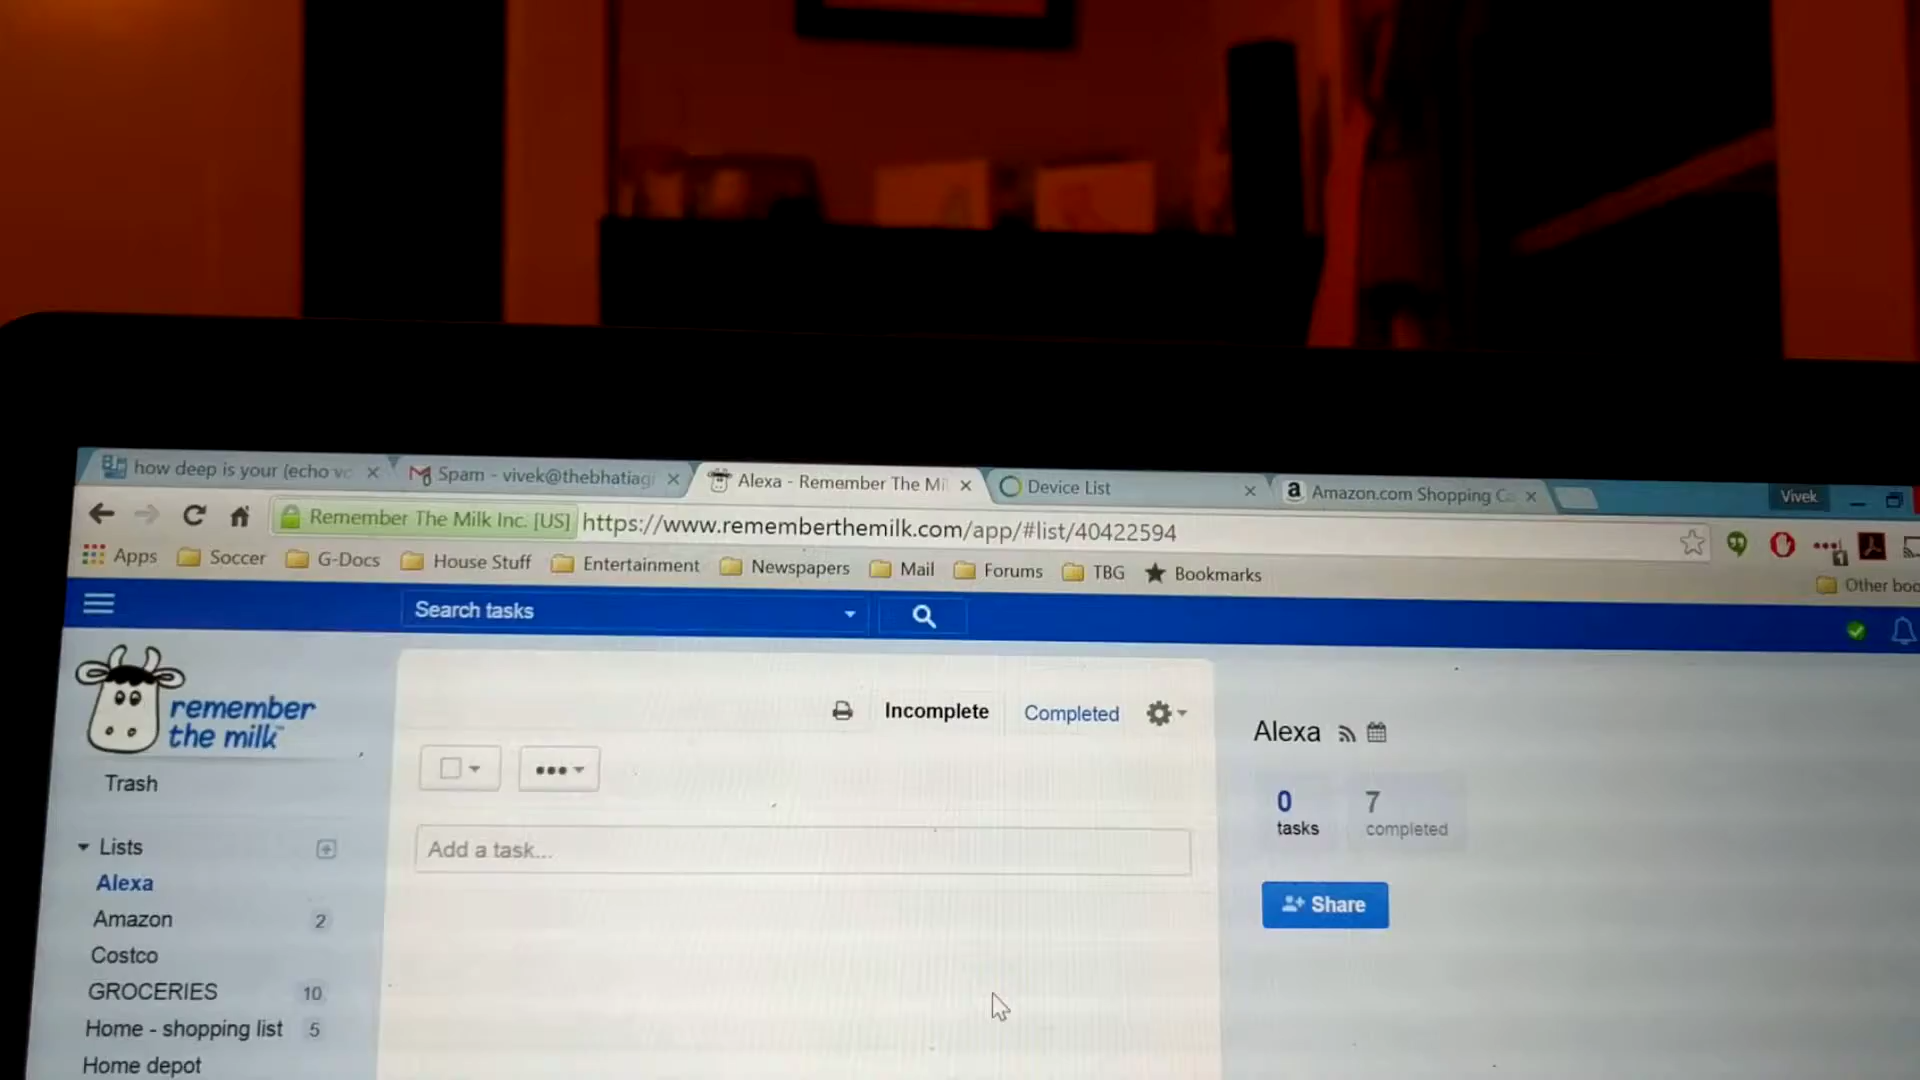 how deep is your (echo vo
Spam - vivek@thebhatiag
Alexa - Remember The Mi
Device List
Amazon.com Shopping Ca
Vivek
Remember The Milk Inc. [US]
https://www.rememberthemilk.com/app/#list/40422594
Apps
Soccer
G-Docs
House Stuff
Entertainment
Newspapers
Mail
Forums
TBG
Bookmarks
1
Other boo
Search tasks
remember
the milk
Incomplete
Completed
Alexa
0
tasks
7
completed
Share
Add a task...
Trash
Lists
Alexa
Amazon 2
Costco
GROCERIES 10
Home - shopping list 5
Home depot